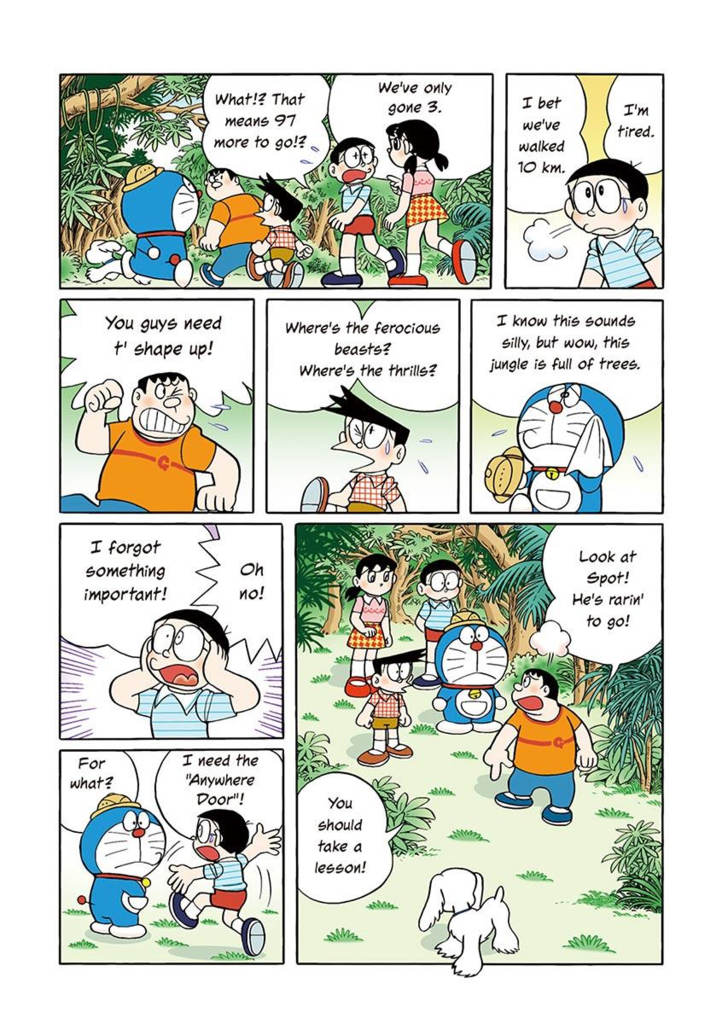 I'm
tired.
I bet
we've
walked
10 km.
We've only
gone 3.
What!? That
means 97
more to go!?
I know this sounds
silly, but wow, this
jungle is full of trees.
Where's the ferocious
beasts?
Where's the thrills?
You guys need
t' shape up!
G
Look at
Spot!
He's rarin'
to go!
G
You
should
take a
lesson!
Oh
no!
I forgot
something
important!
I need the
"Anywhere
Door"!
For
what?